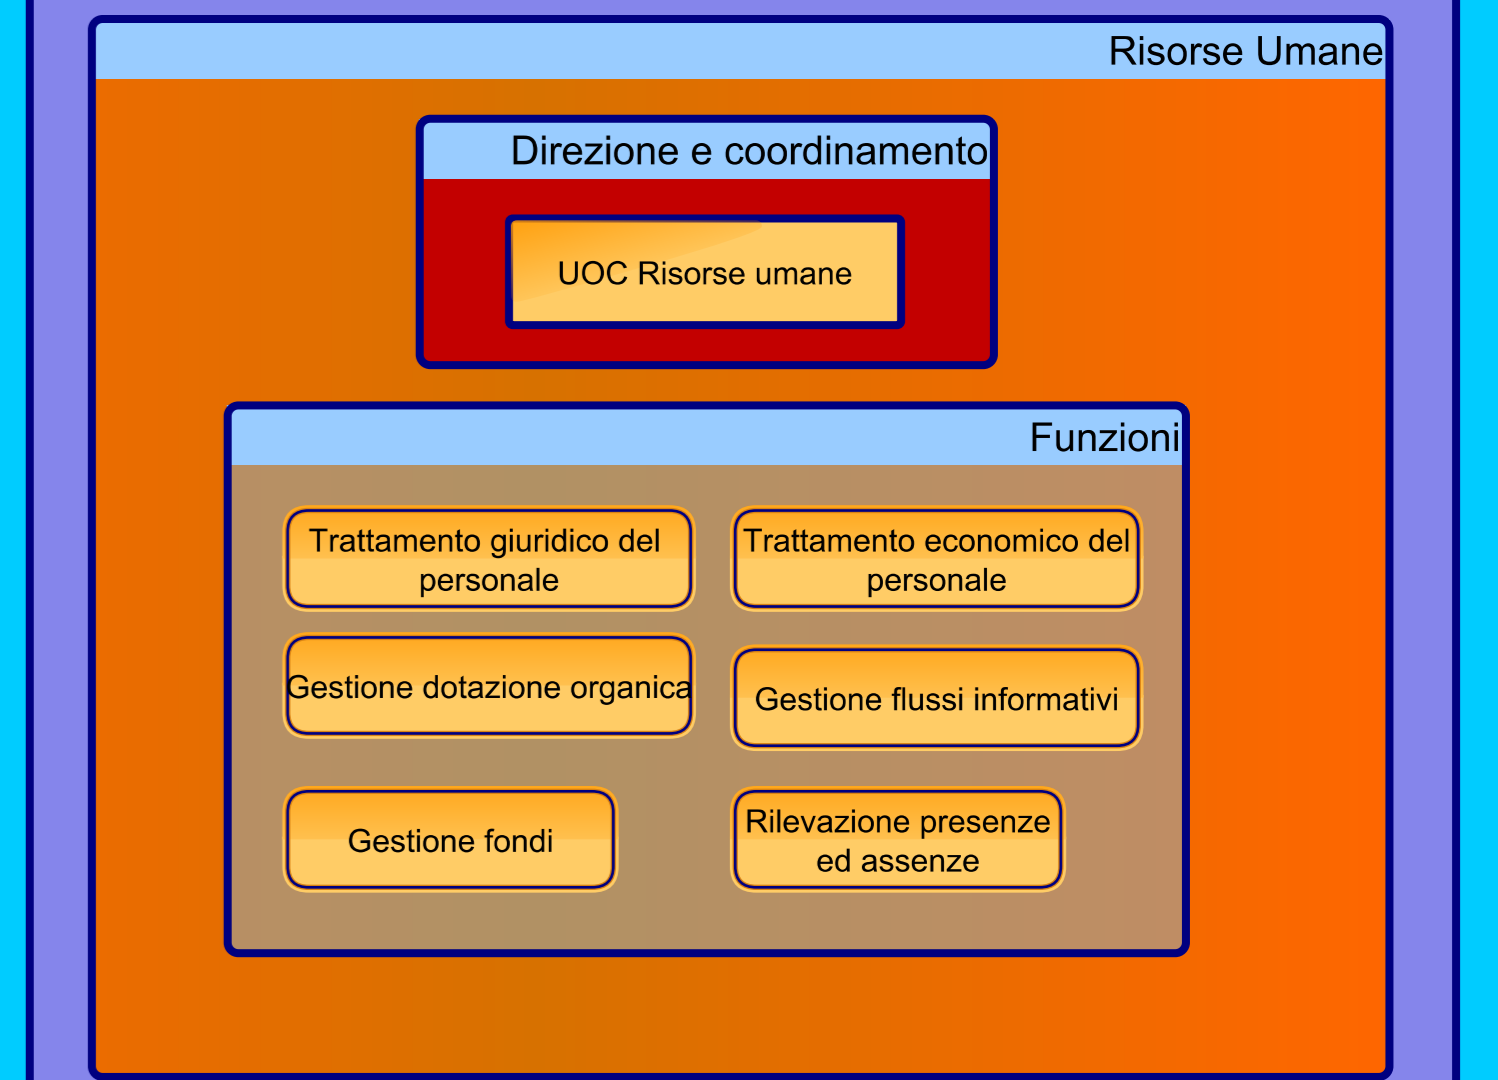 Risorse Umane
Direzione e coordinamento
UOC Risorse umane
Funzioni
Trattamento giuridico del
personale
Trattamento economico del
personale
Gestione dotazione organica
Gestione flussi informativi
Gestione fondi
Rilevazione presenze
ed assenze